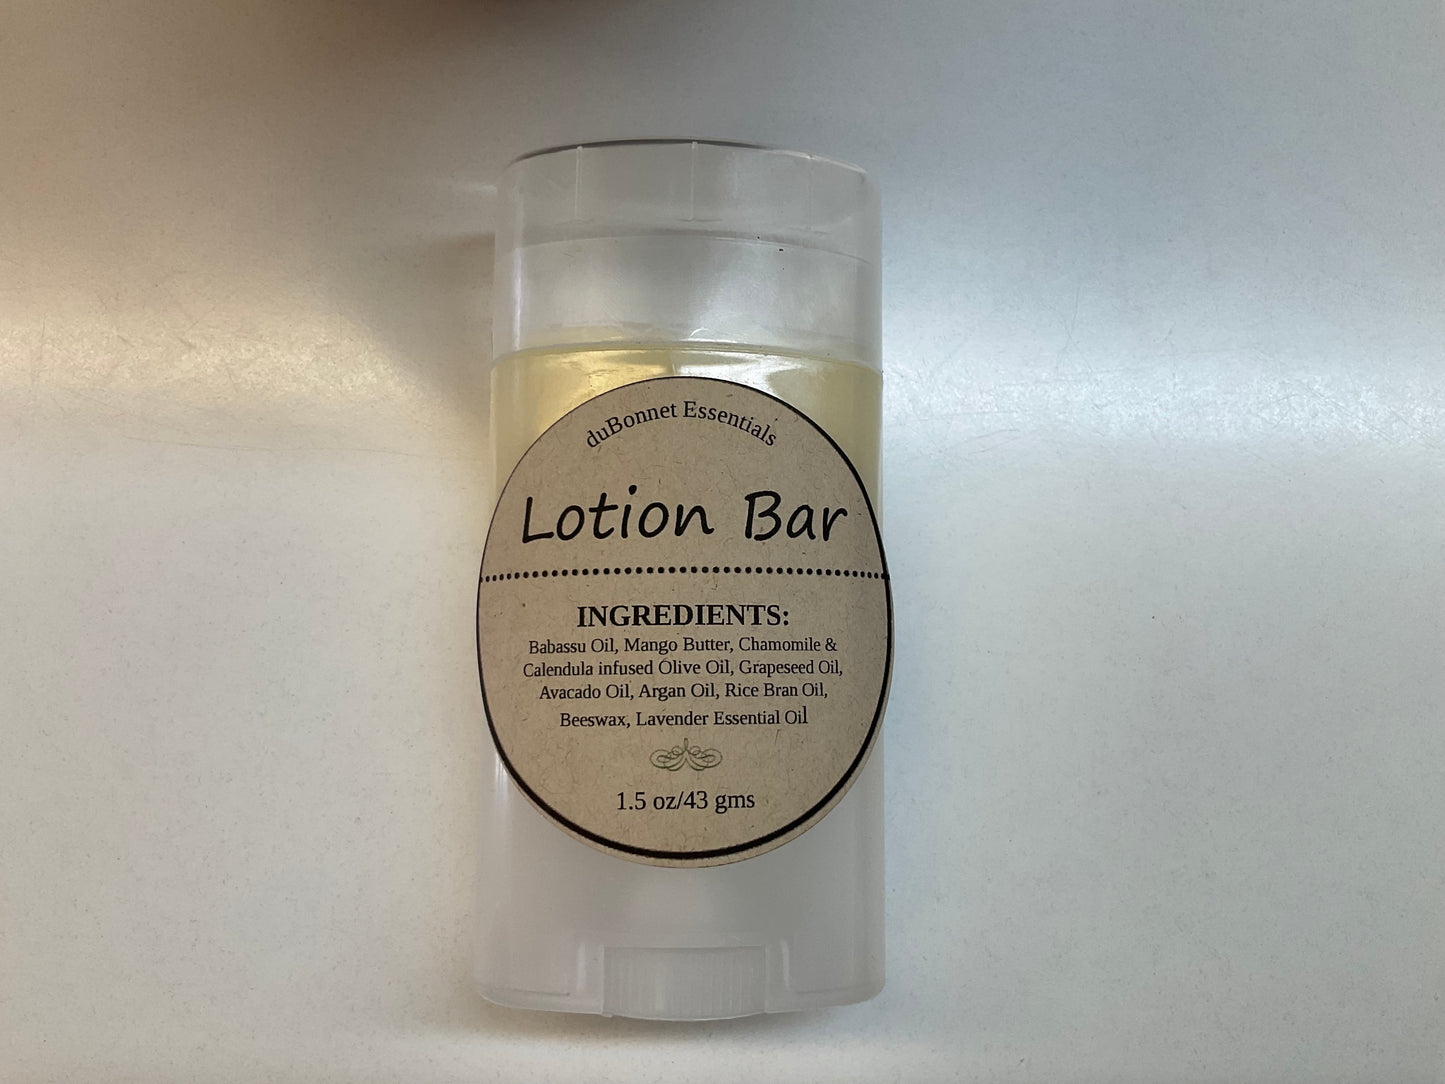 duBonnet Essentials
Lotion Bar
INGREDIENTS:
Babassu Oil, Mango Butter, Chamomile &
Calendula infused Olive Oil, Grapeseed Oil,
Avacado Oil, Argan Oil, Rice Bran Oil,
Beeswax, Lavender Essential Oil
1.5 oz/43 gms